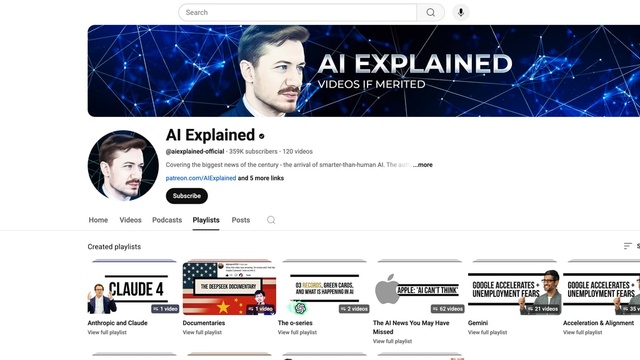 Search
AI EXPLAINED
VIDEOS IF MERITED
AI Explained
@aiexplained-official · 359K subscribers · 120 videos
Covering the biggest news of the century - the arrival of smarter-than-human AI. The ...more
patreon.com/AIExplained and 5 more links
Subscribe
Home Videos Podcasts Playlists Posts
Created playlists
CLAUDE 4
1 video
THE DEEPSEEK DOCUMENTARY
1 video
O3 RECORDS, GREEN CARDS,
AND WHAT IS HAPPENING IN AI
2 videos
APPLE: 'AI CAN'T THINK'
62 videos
GOOGLE ACCELERATES +
UNEMPLOYMENT FEARS
21 videos
GOOGLE ACCELERATES +
UNEMPLOYMENT FEARS
35
Anthropic and Claude
View full playlist
Documentaries
View full playlist
The o-series
View full playlist
The AI News You May Have
Missed
View full playlist
Gemini
View full playlist
Acceleration & Alignment
View full playlist